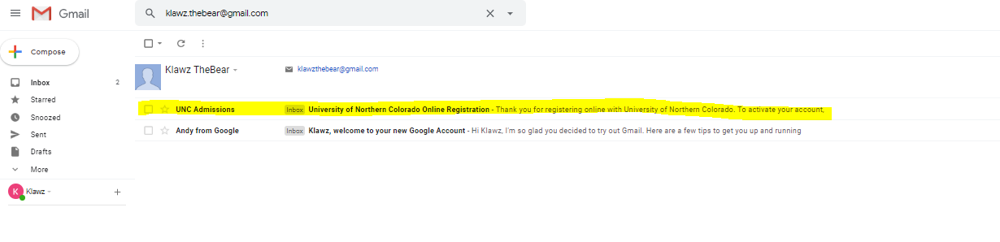 Gmail
klawz.thebear@gmail.com
Compose
Klawz TheBear
klawzthebear@gmail.com
Inbox 2
Starred
Snoozed
Sent
Drafts
More
Klawz
UNC Admissions Inbox University of Northern Colorado Online Registration - Thank you for registering online with University of Northern Colorado. To activate your account,
Andy from Google Inbox Klawz, welcome to your new Google Account - Hi Klawz, I'm so glad you decided to try out Gmail. Here are a few tips to get you up and running
K